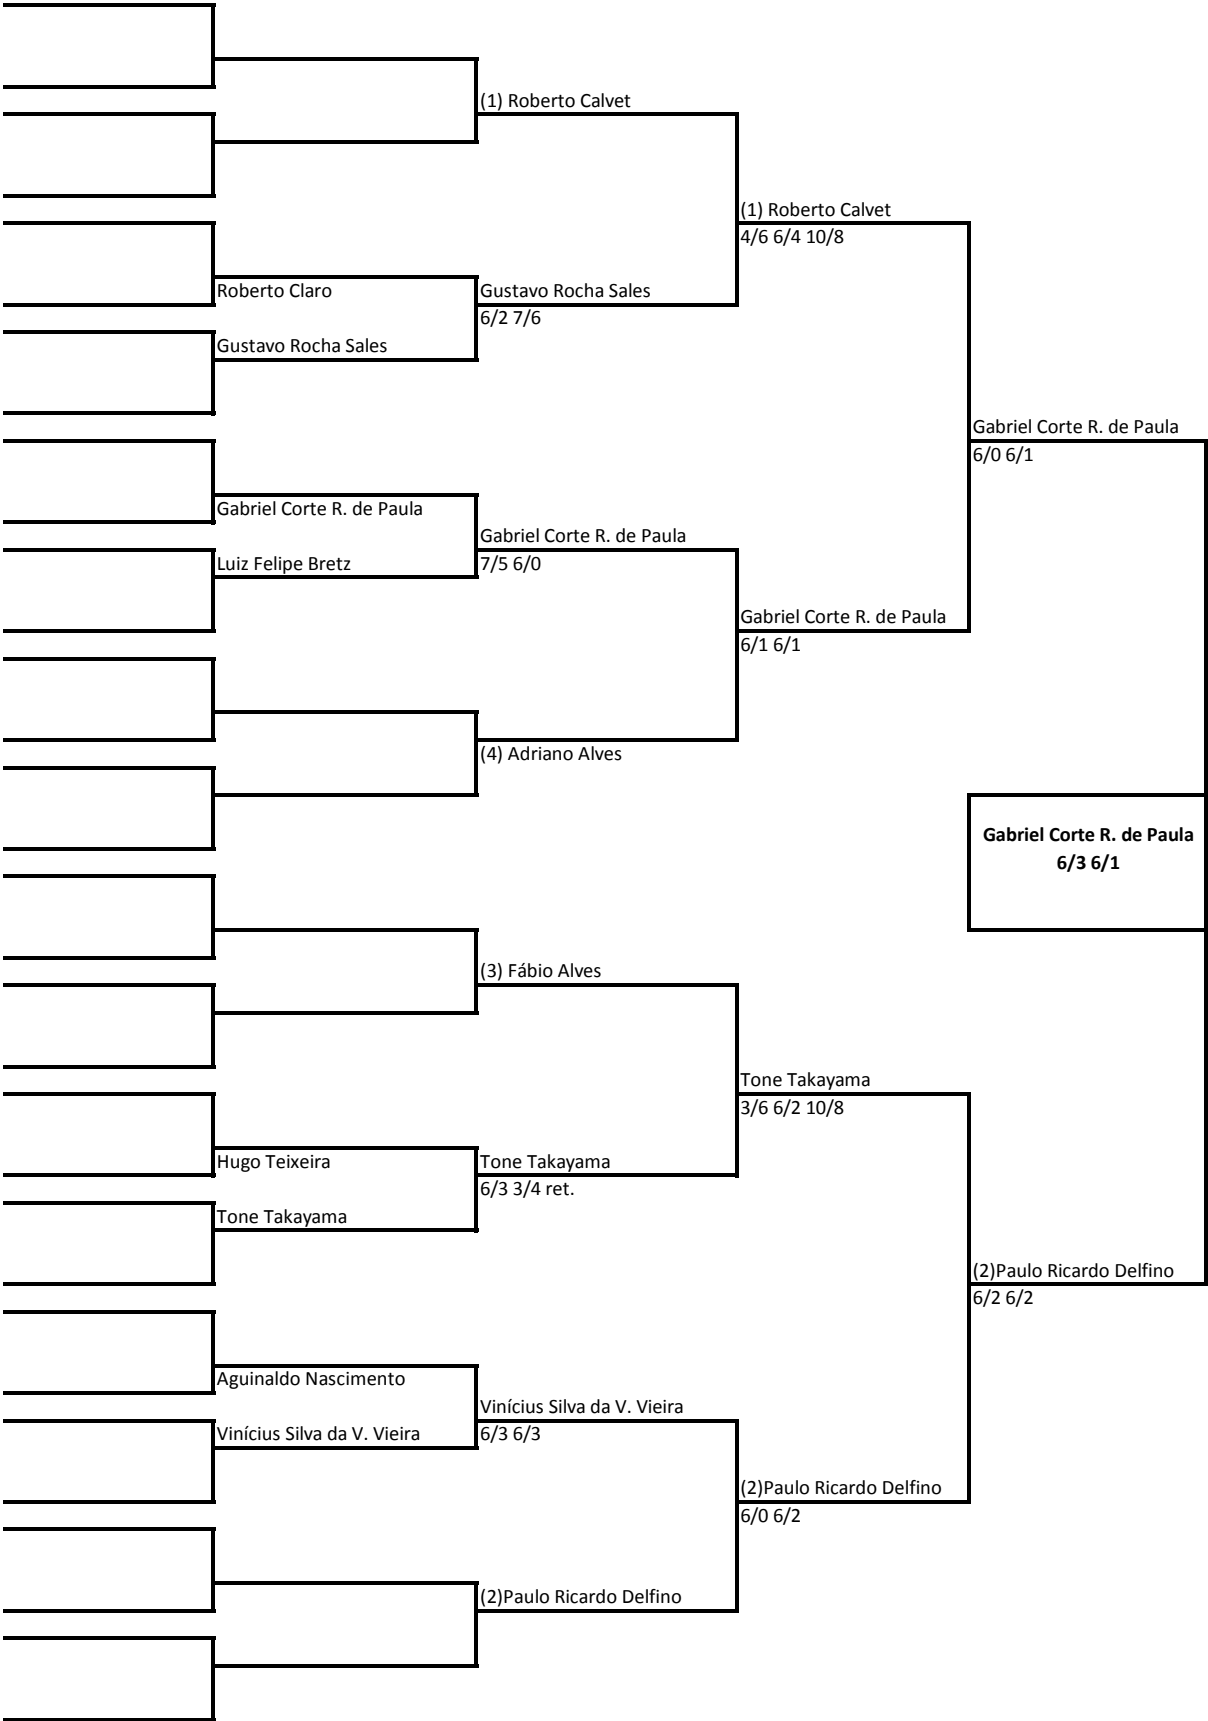 (1) Roberto Calvet
(1) Roberto Calvet
4/6 6/4 10/8
Roberto Claro
Gustavo Rocha Sales
6/2 7/6
Gustavo Rocha Sales
Gabriel Corte R. de Paula
6/0 6/1
Gabriel Corte R. de Paula
Gabriel Corte R. de Paula
7/5 6/0
Luiz Felipe Bretz
Gabriel Corte R. de Paula
6/1 6/1
(4) Adriano Alves
Gabriel Corte R. de Paula
6/3 6/1
(3) Fábio Alves
Tone Takayama
3/6 6/2 10/8
Hugo Teixeira
Tone Takayama
6/3 3/4 ret.
Tone Takayama
(2)Paulo Ricardo Delfino
6/2 6/2
Aguinaldo Nascimento
Vinícius Silva da V. Vieira
6/3 6/3
Vinícius Silva da V. Vieira
(2)Paulo Ricardo Delfino
6/0 6/2
(2)Paulo Ricardo Delfino